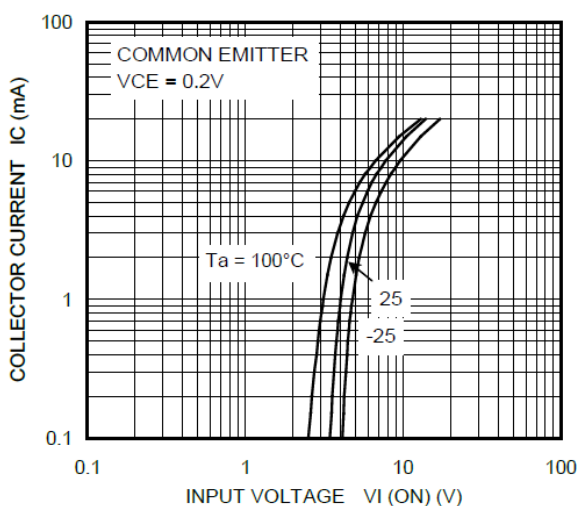 100
COMMON EMITTER
VCE = 0.2V
10
Ta = 100°C
1
25
-25
0.1
0.1 1 10 100
COLLECTOR CURRENT IC (mA)
INPUT VOLTAGE VI (ON) (V)